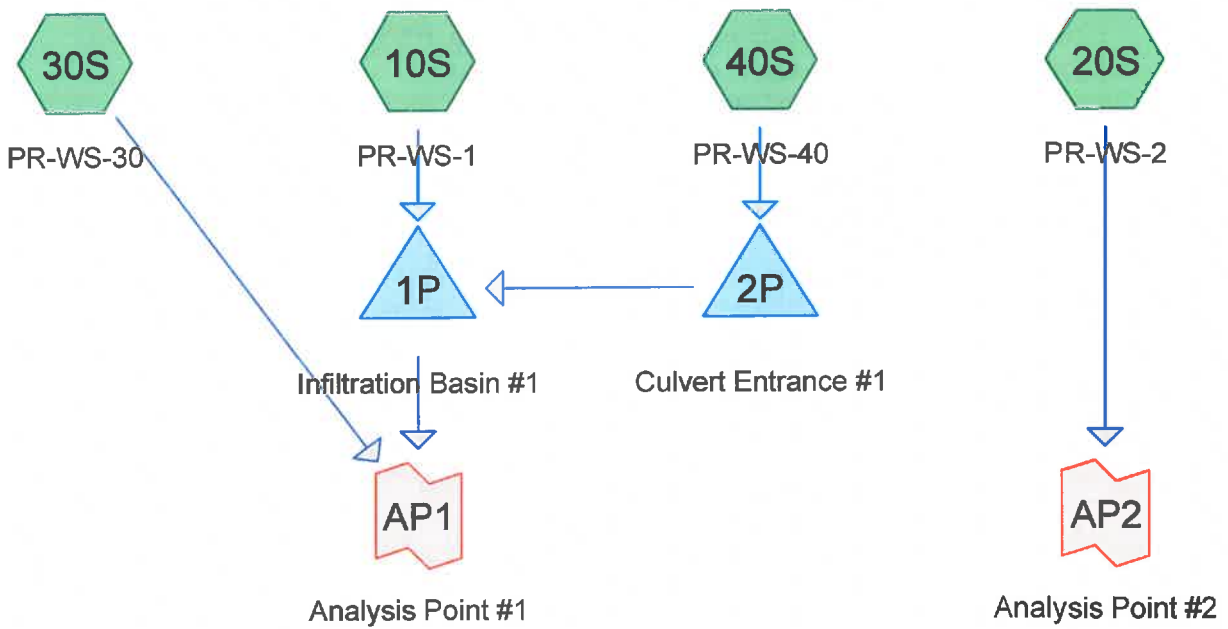 30S
10S
40S
20S
PR-WS-30
PR-WS-1
PR-WS-40
PR-WS-2
1P
2P
Infiltration Basin #1
Culvert Entrance #1
AP1
AP2
Analysis Point #1
Analysis Point #2